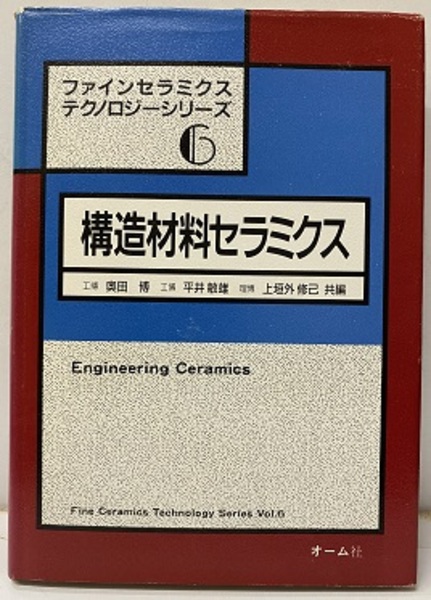 ファインセラミクス
テクノロジーシリーズ
6
構造材料セラミクス
工博 奥田 博 工博 平井敏雄 理博 上垣外修己 共編
Engineering Ceramics
Fine Ceramics Technology Series Vol.6
オーム社